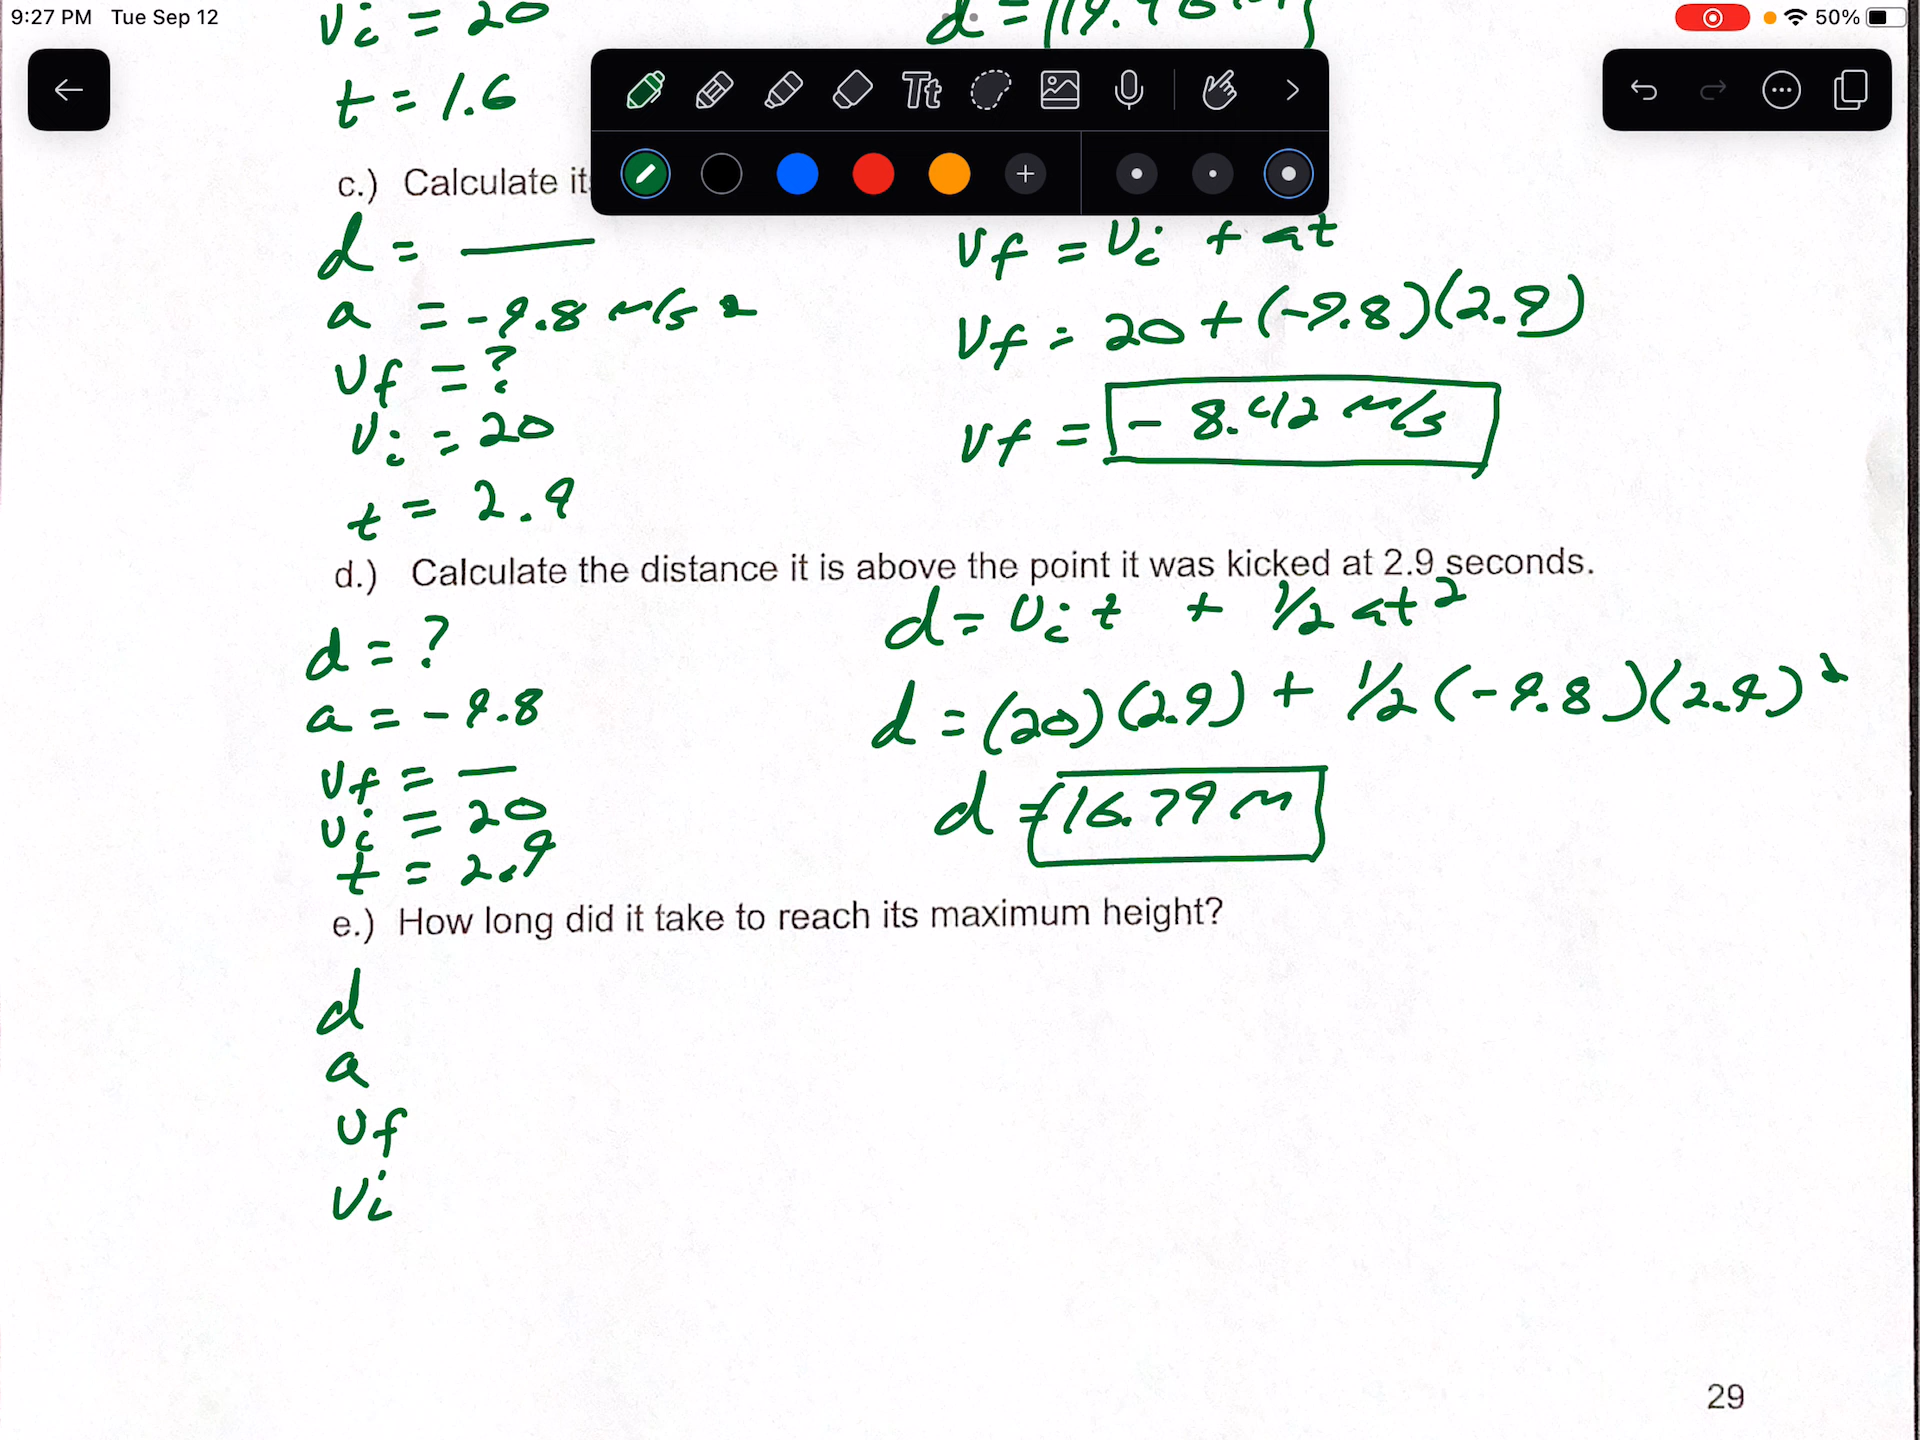 9:27 PM Tue Sep 12
50%
vi = 20
t = 1.6
Tt
c.) Calculate it
d = —
a = -9.8 m/s 2
vf = ?
vi = 20
t = 2.9
vf = vi + at
vf = 20 + (-9.8)(2.9)
vf = - 8.42 m/s
d.) Calculate the distance it is above the point it was kicked at 2.9 seconds.
d = ?
a = -9.8
vf = —
vi = 20
t = 2.9
d = vi t + 1/2 at²
d = (20)(2.9) + 1/2 (-9.8)(2.9)²
d = 16.79 m
e.) How long did it take to reach its maximum height?
d
a
vf
vi
29